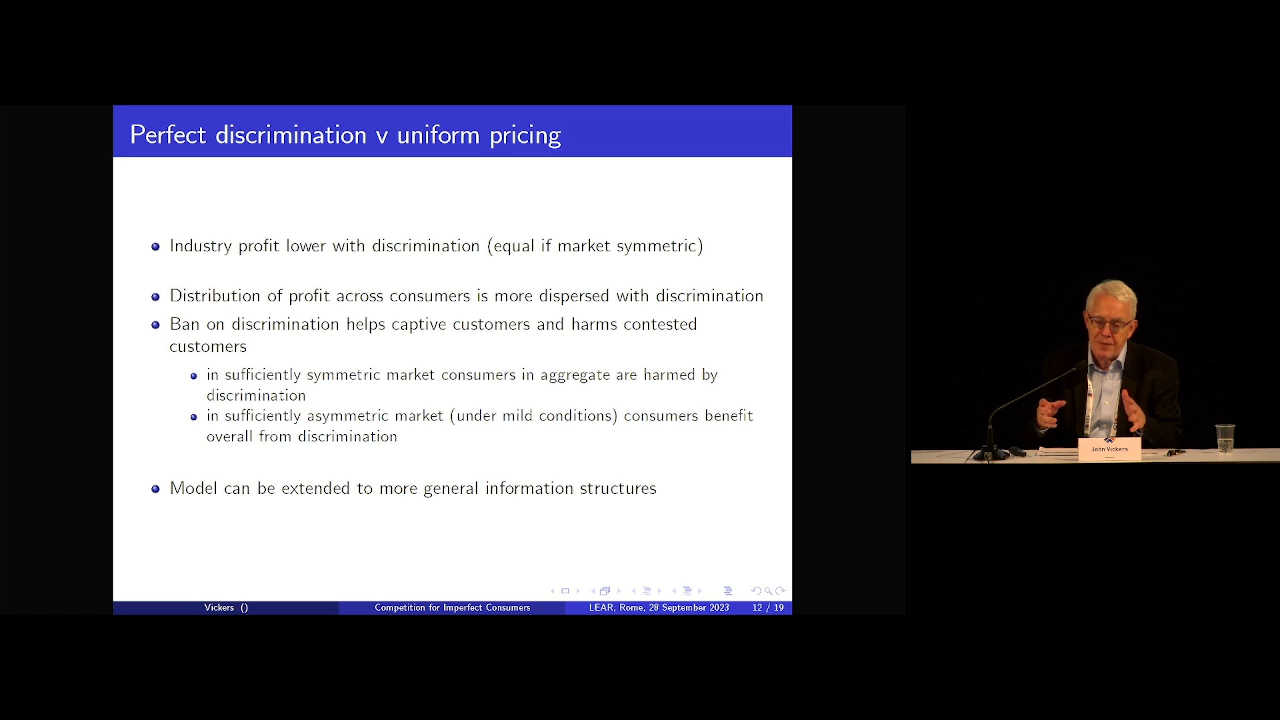 Perfect discrimination v uniform pricing
Industry profit lower with discrimination (equal if market symmetric)
Distribution of profit across consumers is more dispersed with discrimination
Ban on discrimination helps captive customers and harms contested
customers
in sufficiently symmetric market consumers in aggregate are harmed by
discrimination
in sufficiently asymmetric market (under mild conditions) consumers benefit
overall from discrimination
Model can be extended to more general information structures
Vickers ()
Competition for Imperfect Consumers
LEAR, Rome, 28 September 2023
12 / 19
John Vickers